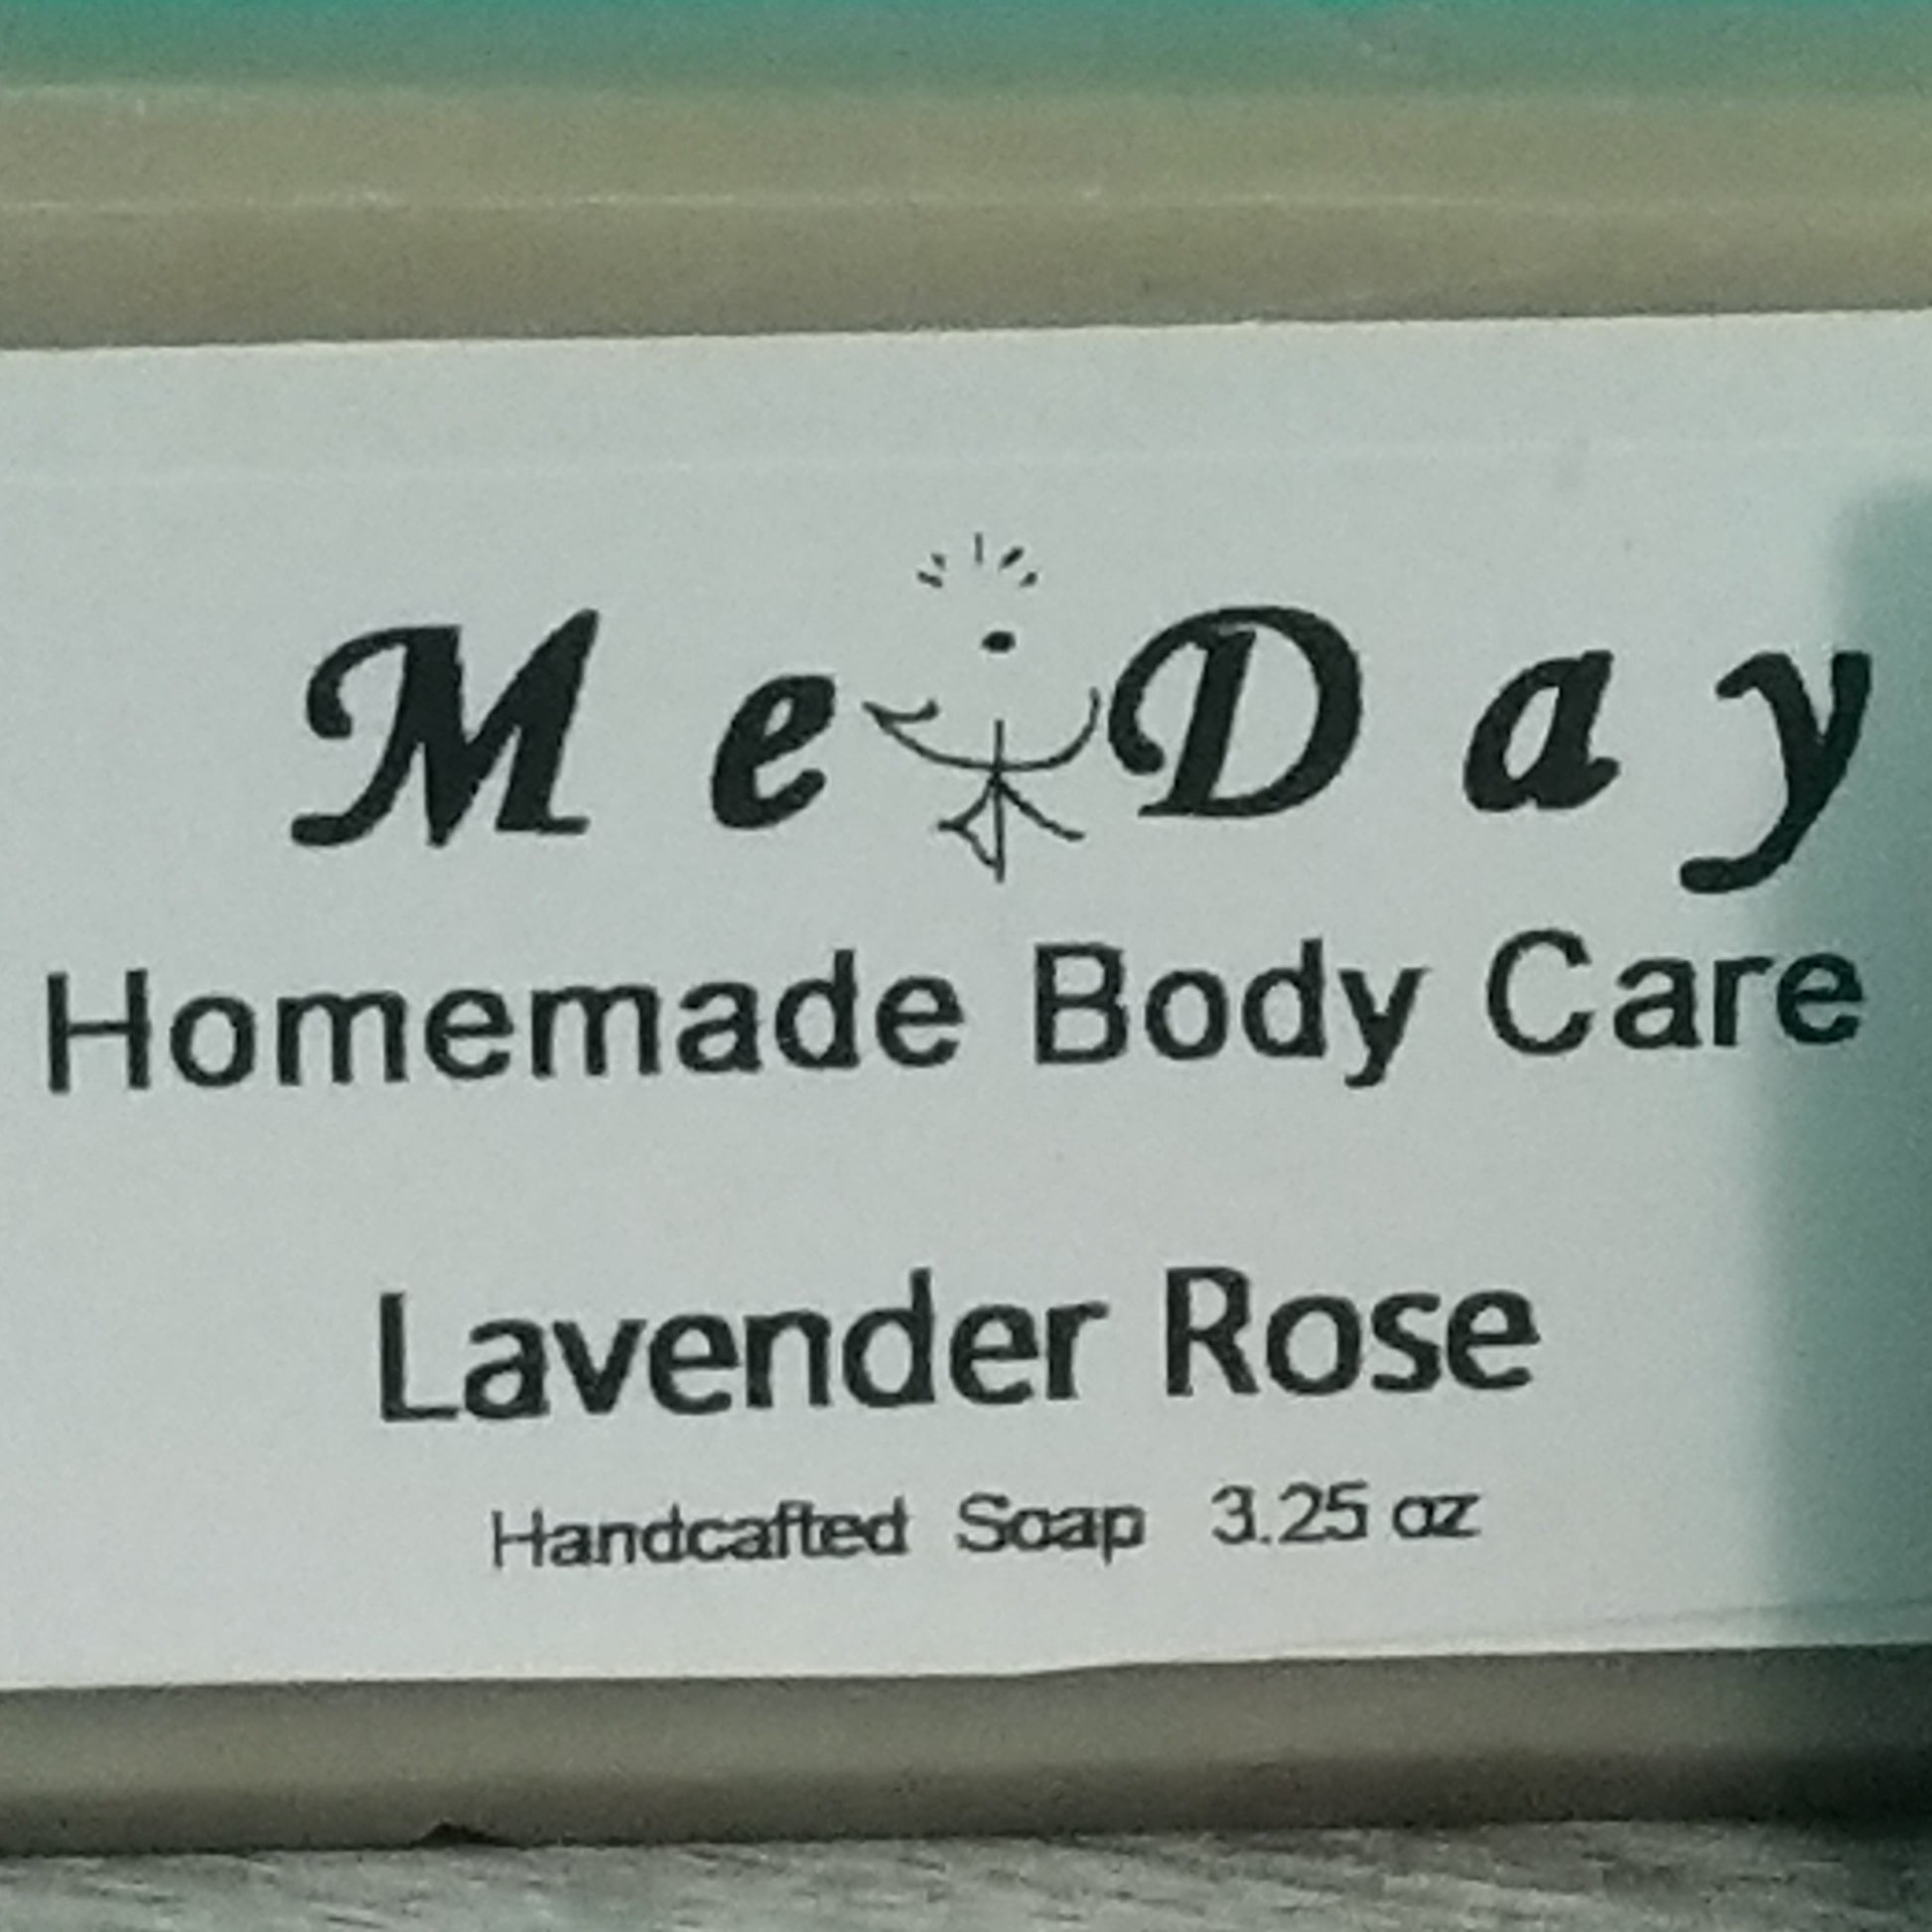 Me Day
Homemade Body Care
Lavender Rose
Handcafted Soap 3.25 oz